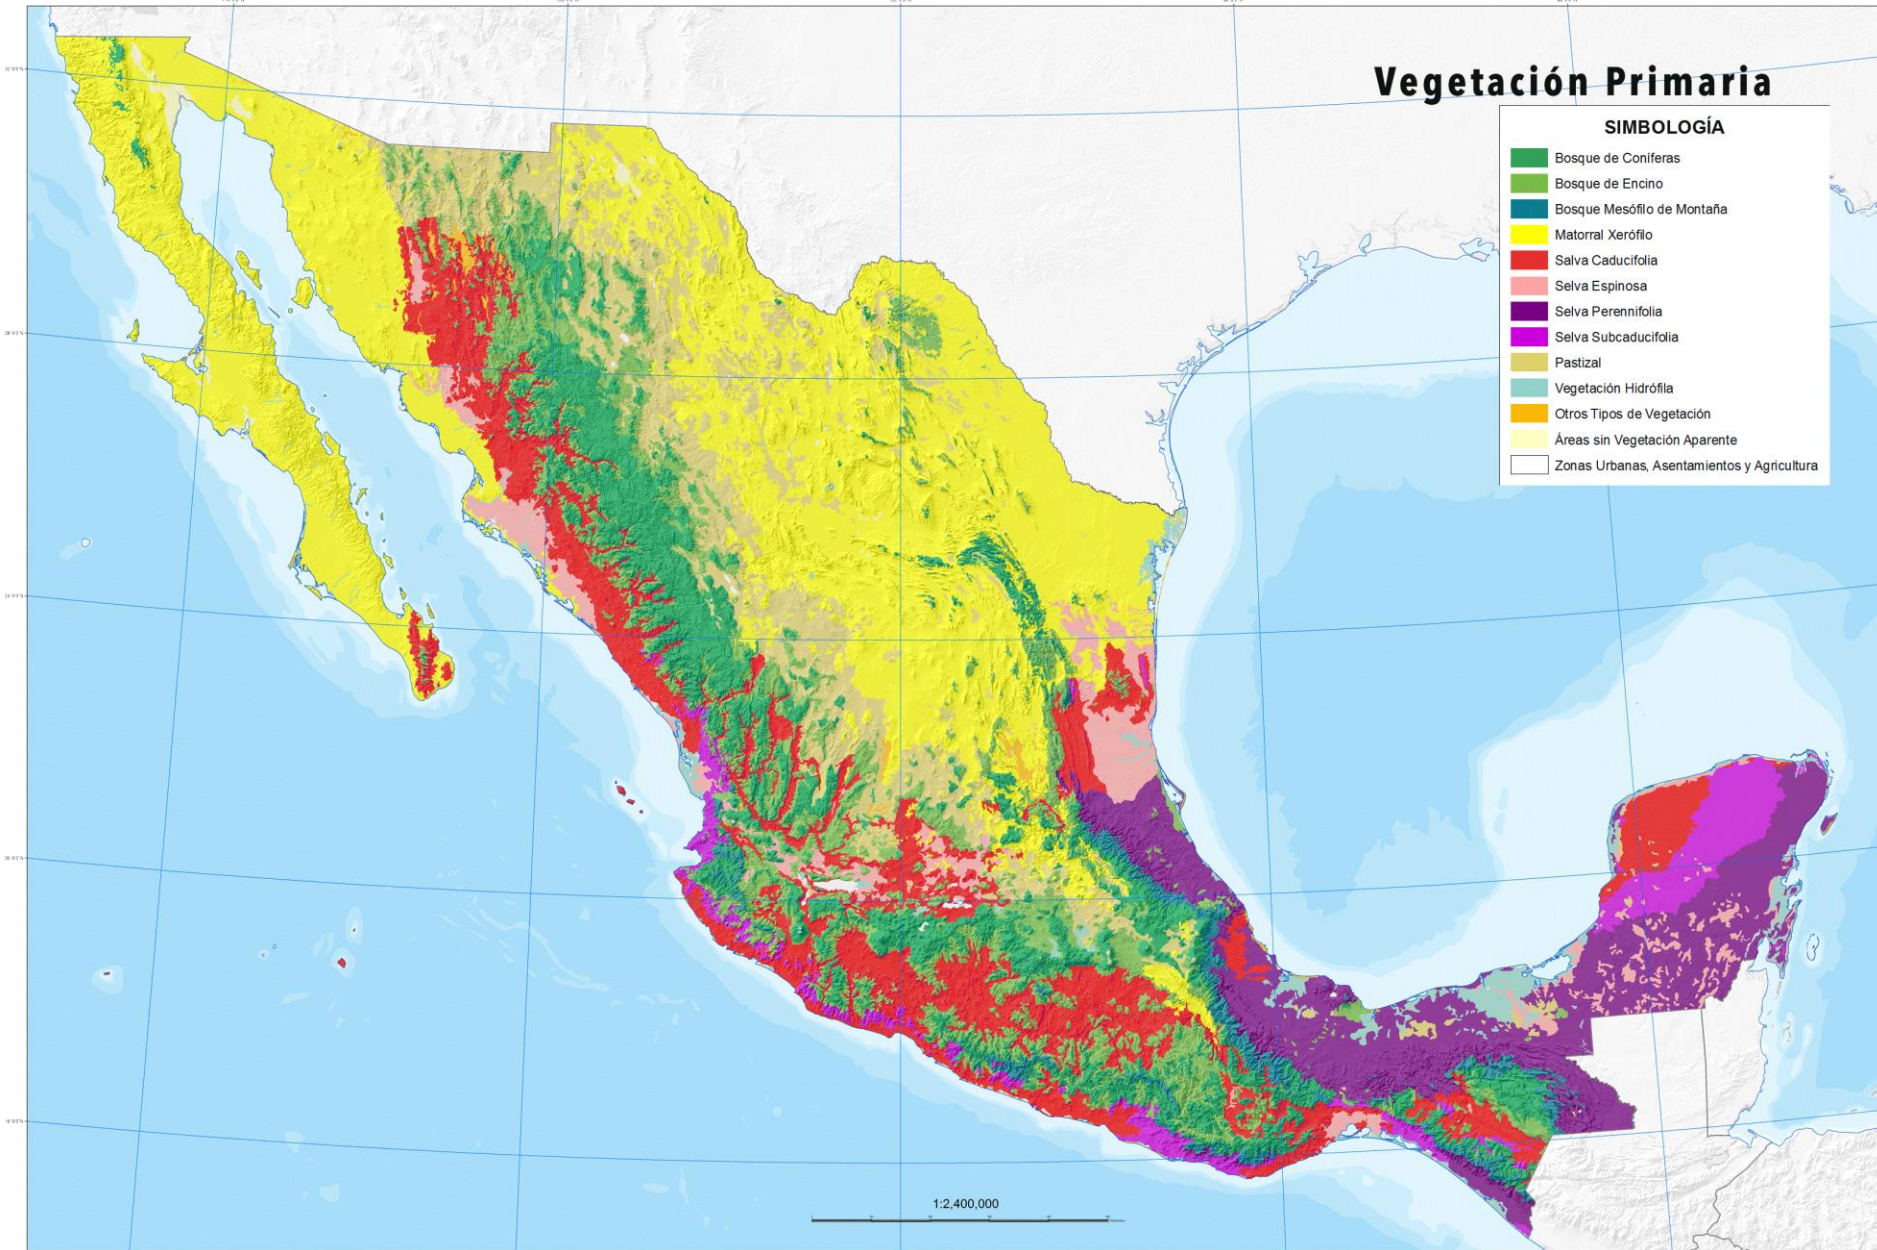 Vegetación Primaria
SIMBOLOGÍA
Bosque de Coníferas
Bosque de Encino
Bosque Mesófilo de Montaña
Matorral Xerófilo
Salva Caducifolia
Selva Espinosa
Selva Perennifolia
Selva Subcaducifolia
Pastizal
Vegetación Hidrófila
Otros Tipos de Vegetación
Áreas sin Vegetación Aparente
Zonas Urbanas, Asentamientos y Agricultura
1:2,400,000